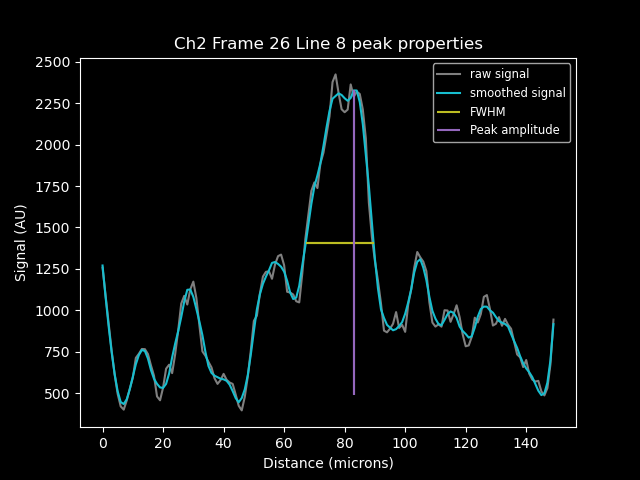 Ch2 Frame 26 Line 8 peak properties
raw signal
smoothed signal
FWHM
Peak amplitude
Signal (AU)
2500
2250
2000
1750
1500
1250
1000
750
500
0 20 40 60 80 100 120 140
Distance (microns)